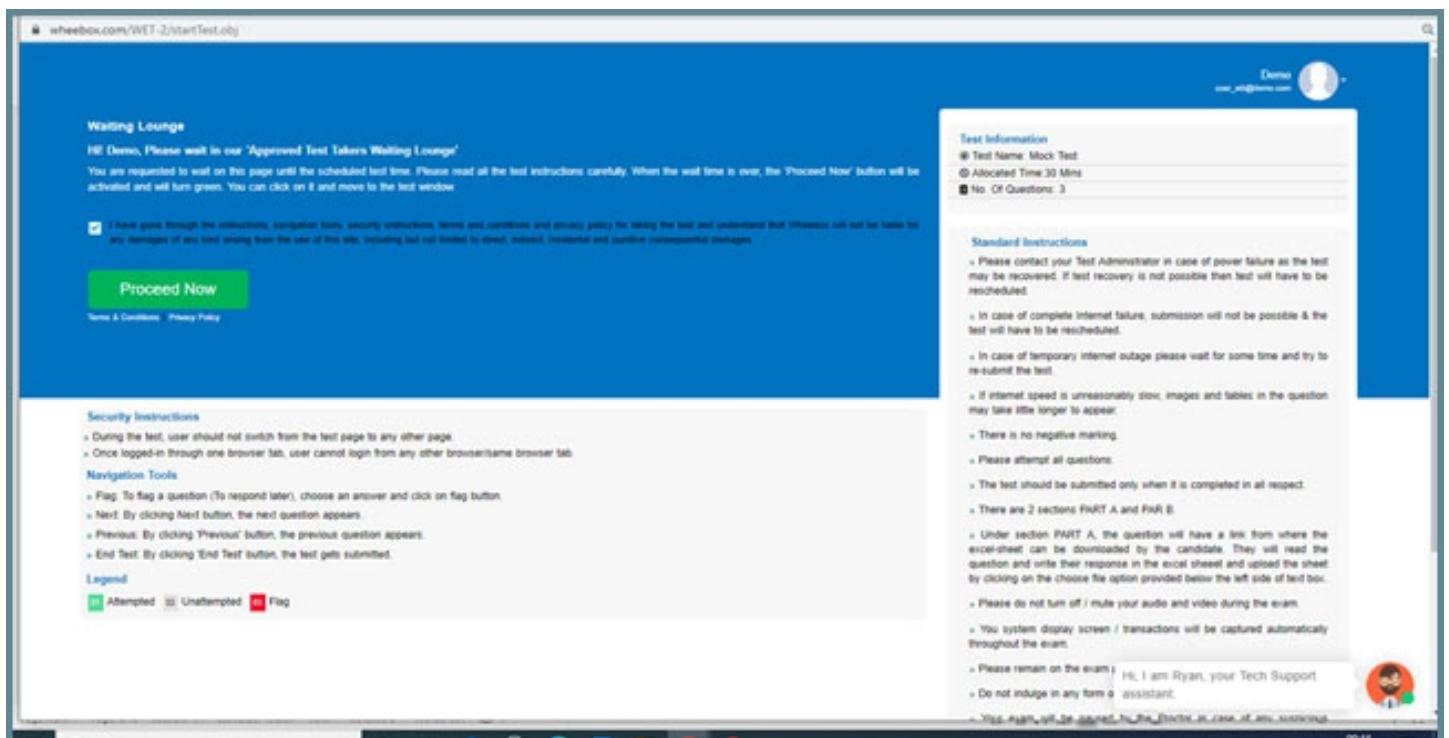 wheebox.com/WET-2/startTest.obj
Demo
Waiting Lounge
Hi! Demo, Please wait in our 'Approved Test Takers Waiting Lounge'
You are requested to wait on this page until the scheduled test time. Please read all the test instructions carefully. When the wait time is over, the 'Proceed Now' button will be
activated and will turn green. You can click on it and move to the test window
I have gone through the instructions, navigation tools, security instructions, terms and conditions and privacy policy for taking the test and understand that Wheebox will not be liable for
any damages of any kind arising from the use of this site, including but not limited to direct, indirect, incidental and punitive consequential damages.
Proceed Now
Terms & Conditions Privacy Policy
Security Instructions
During the test, user should not switch from the test page to any other page.
Once logged-in through one browser tab, user cannot login from any other browser/same browser tab.
Navigation Tools
Flag: To flag a question (To respond later), choose an answer and click on flag button.
Next: By clicking Next button, the next question appears.
Previous: By clicking 'Previous' button, the previous question appears.
End Test: By clicking 'End Test' button, the test gets submitted.
Legend
Attempted Unattempted Flag
Test Information
Test Name: Mock Test
Allocated Time:30 Mins
No. Of Questions: 3
Standard Instructions
Please contact your Test Administrator in case of power failure as the test
may be recovered. If test recovery is not possible then test will have to be
rescheduled.
In case of complete Internet failure, submission will not be possible & the
test will have to be rescheduled.
In case of temporary internet outage please wait for some time and try to
re-submit the test.
If internet speed is unreasonably slow, images and tables in the question
may take little longer to appear.
There is no negative marking.
Please attempt all questions.
The test should be submitted only when it is completed in all respect.
There are 2 sections PART A and PAR B.
Under section PART A, the question will have a link from where the
excel-sheet can be downloaded by the candidate. They will read the
question and write their response in the excel sheeet and upload the sheet
by clicking on the choose file option provided below the left side of text box.
Please do not turn off / mute your audio and video during the exam.
You system display screen / transactions will be captured automatically
throughout the exam.
Please remain on the exam
Do not indulge in any form o
Your exam will be paused by the Proctor in case of any suspicious
Hi, I am Ryan, your Tech Support
assistant.